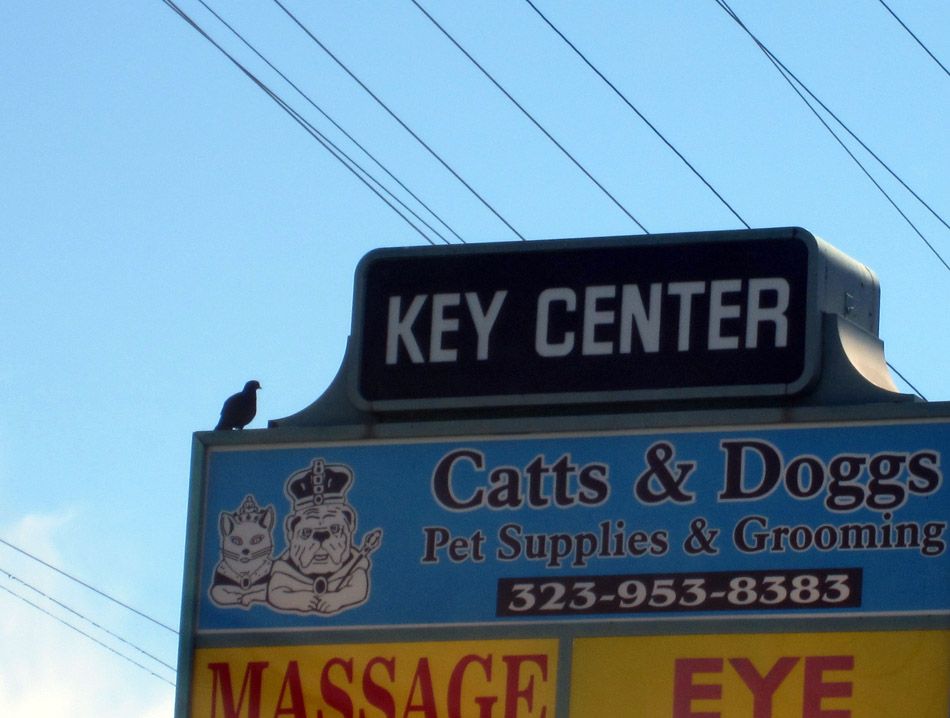 KEY CENTER
Catts & Doggs
Pet Supplies & Grooming
323-953-8383
MASSAGE
EYE